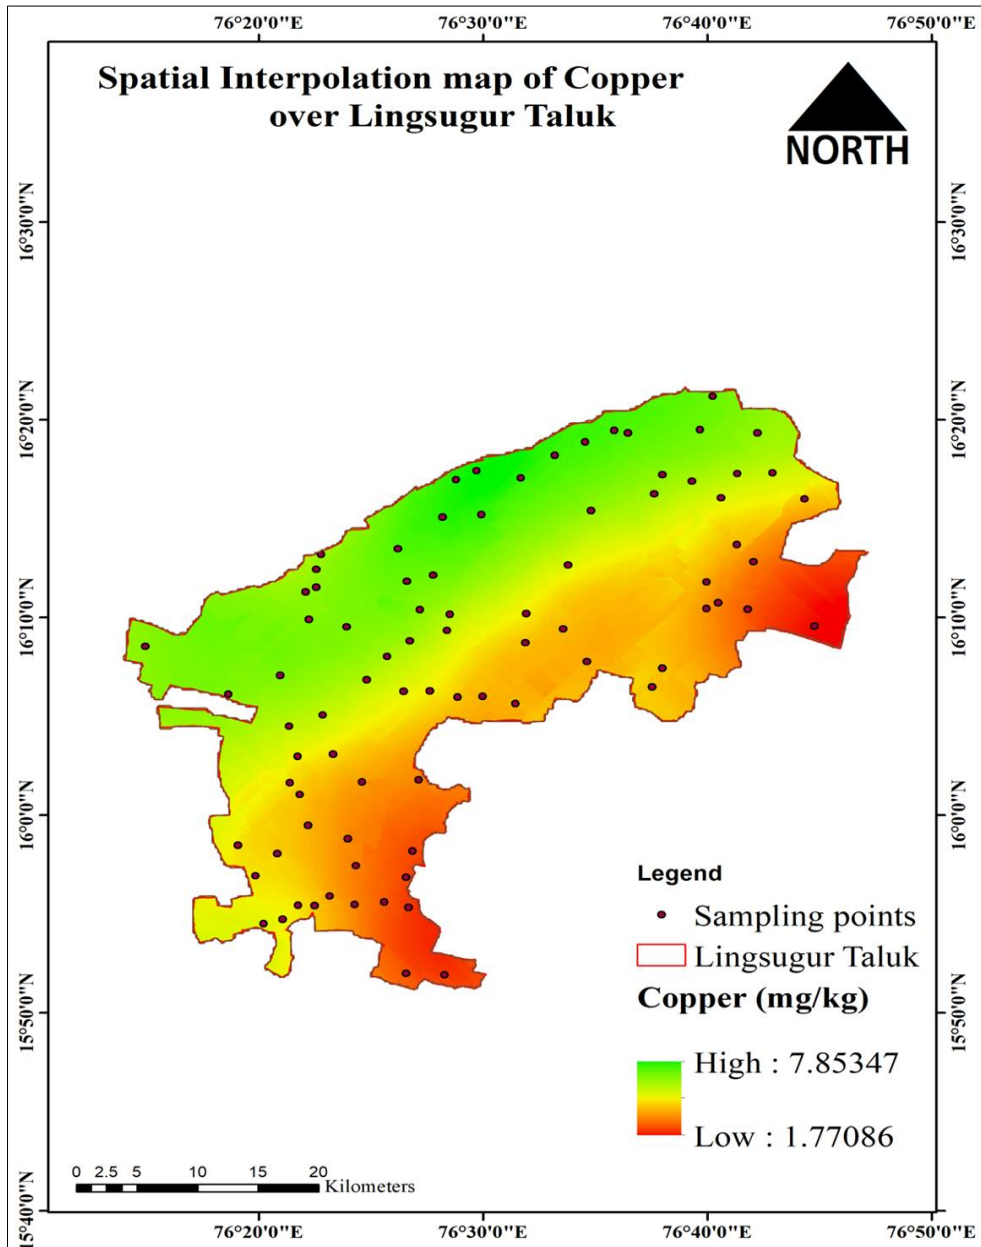 76°20'0"E 76°30'0"E 76°40'0"E 76°50'0"E
Spatial Interpolation map of Copper
over Lingsugur Taluk
NORTH
16°30'0"N 16°30'0"N
16°20'0"N 16°20'0"N
16°10'0"N 16°10'0"N
16°0'0"N 16°0'0"N
Legend
Sampling points
Lingsugur Taluk
Copper (mg/kg)
15°50'0"N 15°50'0"N
High : 7.85347
Low : 1.77086
0 2.5 5 10 15 20
Kilometers
15°40'0"N 15°40'0"N
76°20'0"E 76°30'0"E 76°40'0"E 76°50'0"E